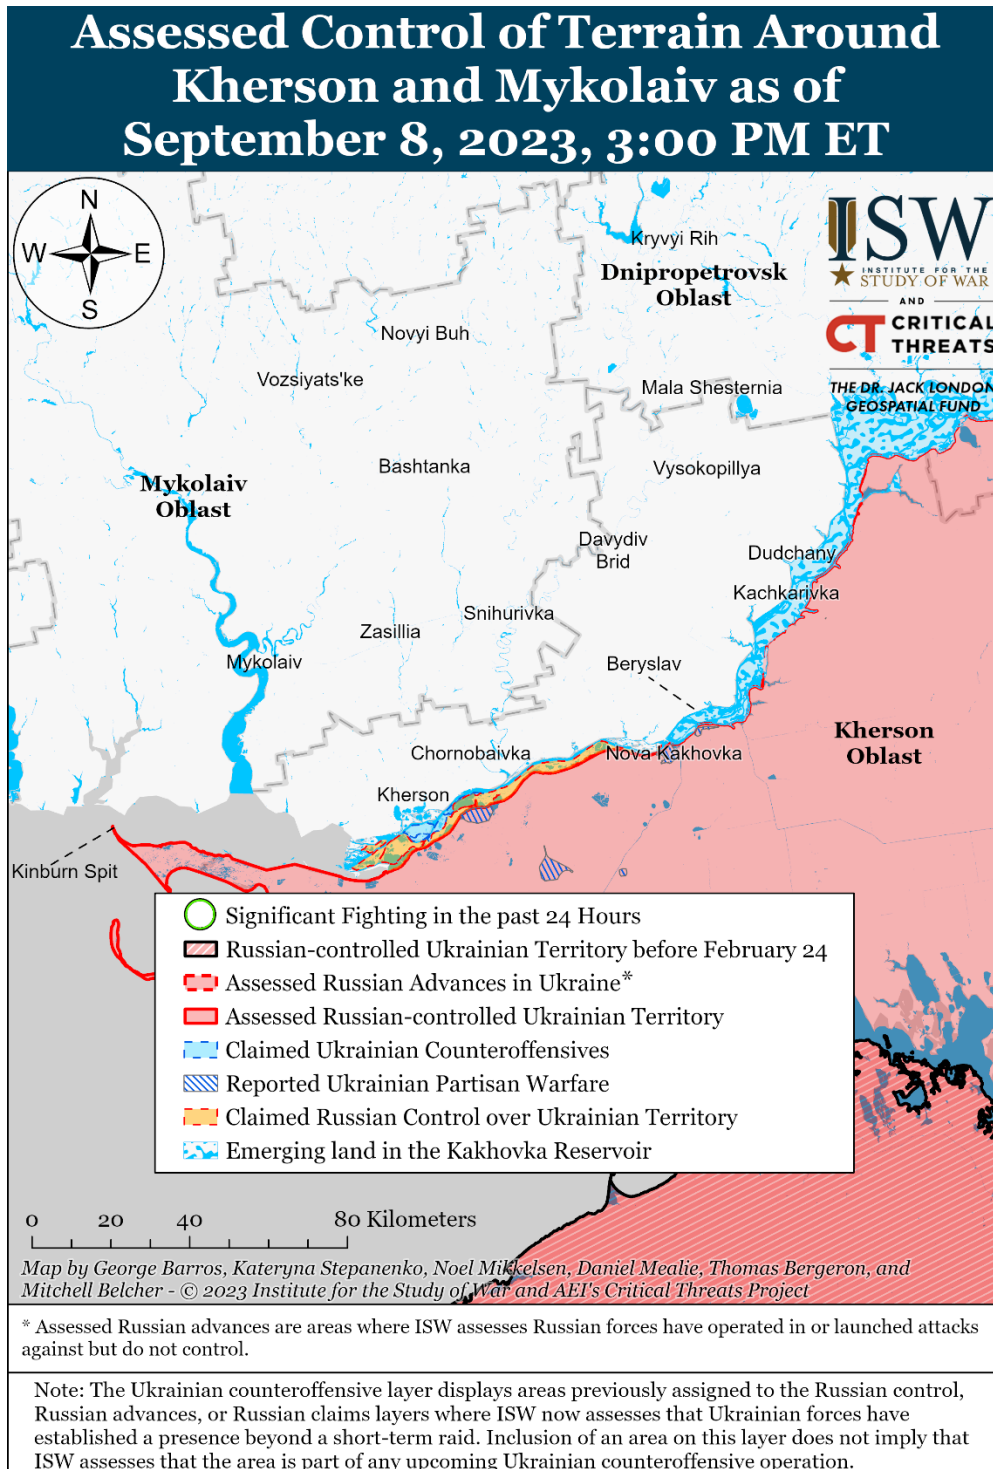 Assessed Control of Terrain Around
Kherson and Mykolaiv as of
September 8, 2023, 3:00 PM ET
N
W
E
S
ISW
INSTITUTE FOR THE
STUDY OF WAR
AND
CT CRITICAL
THREATS
THE DR. JACK LONDON
GEOSPATIAL FUND
Kryvyi Rih
Dnipropetrovsk
Oblast
Novyi Buh
Vozsiyats'ke
Mala Shesternia
Bashtanka
Vysokopillya
Mykolaiv
Oblast
Davydiv
Brid
Dudchany
Kachkarivka
Snihurivka
Zasillia
Mykolaiv
Beryslav
Kherson
Oblast
Chornobaivka
Nova Kakhovka
Kherson
Kinburn Spit
Significant Fighting in the past 24 Hours
Russian-controlled Ukrainian Territory before February 24
Assessed Russian Advances in Ukraine*
Assessed Russian-controlled Ukrainian Territory
Claimed Ukrainian Counteroffensives
Reported Ukrainian Partisan Warfare
Claimed Russian Control over Ukrainian Territory
Emerging land in the Kakhovka Reservoir
0 20 40 80 Kilometers
Map by George Barros, Kateryna Stepanenko, Noel Mikkelsen, Daniel Mealie, Thomas Bergeron, and
Mitchell Belcher - © 2023 Institute for the Study of War and AEI's Critical Threats Project
* Assessed Russian advances are areas where ISW assesses Russian forces have operated in or launched attacks
against but do not control.
Note: The Ukrainian counteroffensive layer displays areas previously assigned to the Russian control,
Russian advances, or Russian claims layers where ISW now assesses that Ukrainian forces have
established a presence beyond a short-term raid. Inclusion of an area on this layer does not imply that
ISW assesses that the area is part of any upcoming Ukrainian counteroffensive operation.